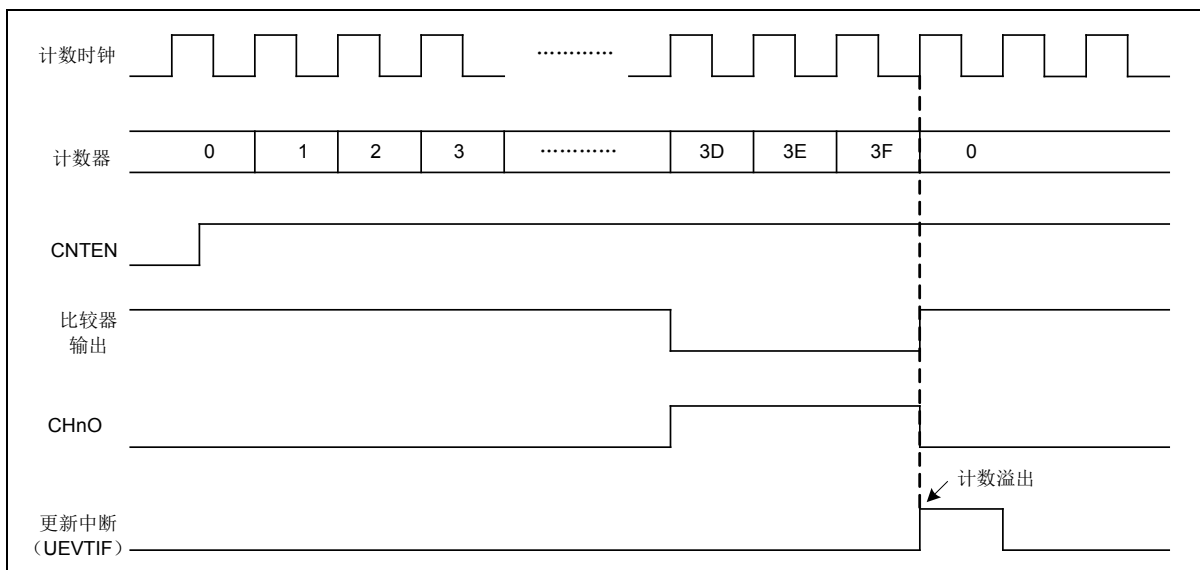 计数时钟
…………
计数器 0 1 2 3 ………… 3D 3E 3F 0
CNTEN
比较器
输出
CHnO
计数溢出
更新中断
（UEVTIF）